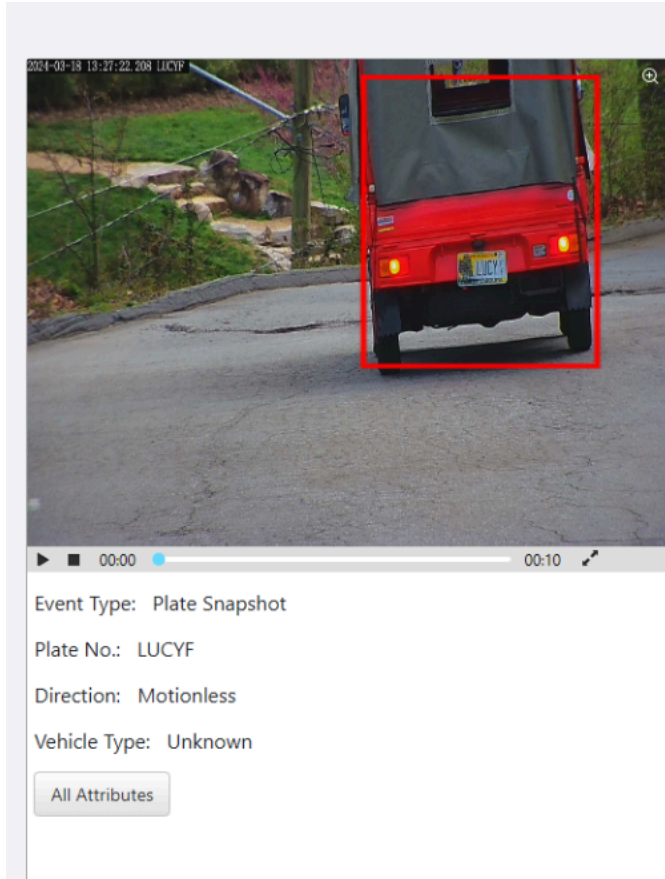 2024-03-18 13:27:22.208 LUCYF
LUCY
00:00
00:10
Event Type: Plate Snapshot
Plate No.: LUCYF
Direction: Motionless
Vehicle Type: Unknown
All Attributes